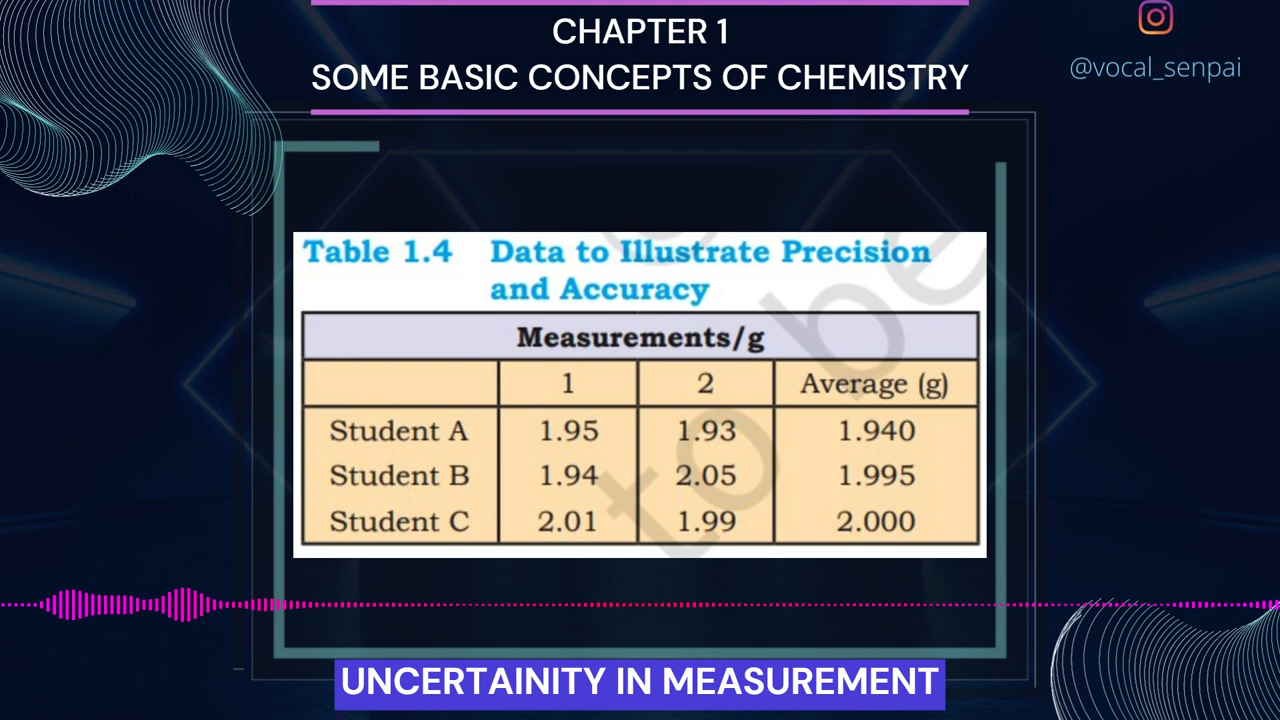 CHAPTER 1
SOME BASIC CONCEPTS OF CHEMISTRY
@vocal_senpai
Table 1.4 Data to Illustrate Precision
and Accuracy
Measurements/g
1 2 Average (g)
Student A 1.95 1.93 1.940
Student B 1.94 2.05 1.995
Student C 2.01 1.99 2.000
to be
UNCERTAINITY IN MEASUREMENT